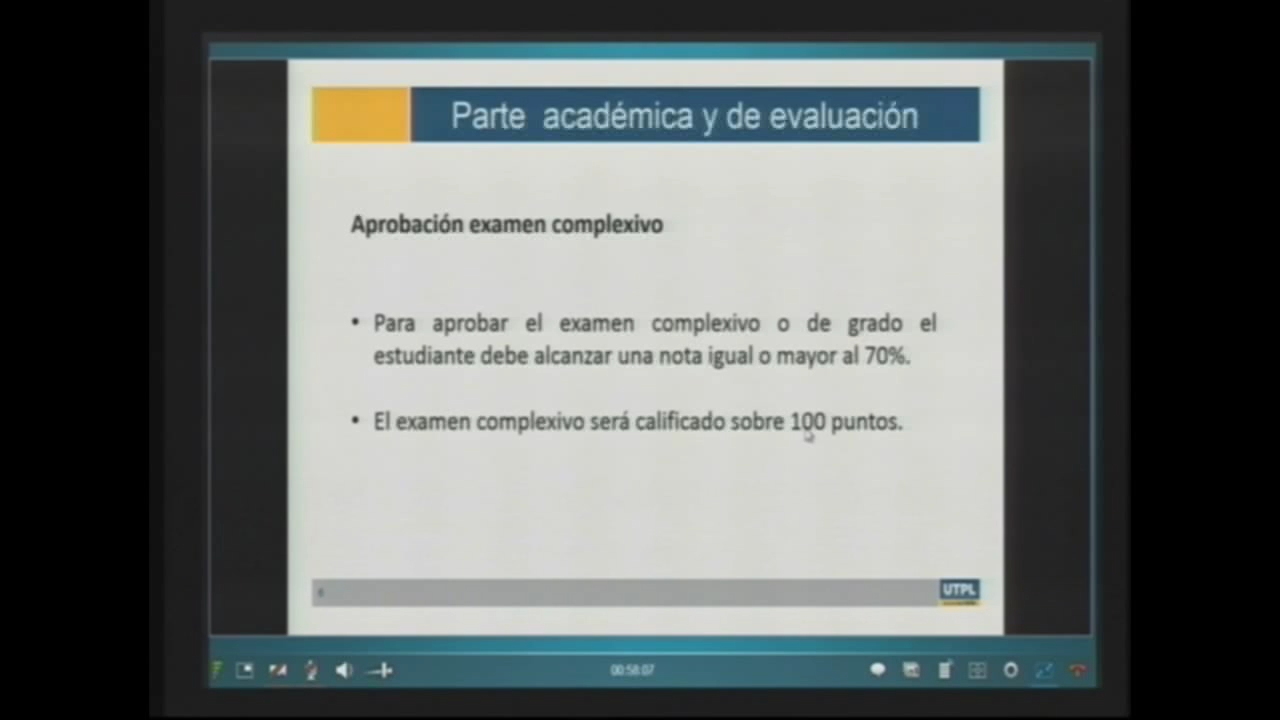 Parte académica y de evaluación
Aprobación examen complexivo
• Para aprobar el examen complexivo o de grado el
estudiante debe alcanzar una nota igual o mayor al 70%.
• El examen complexivo será calificado sobre 100 puntos.
UTPL
00:58:07